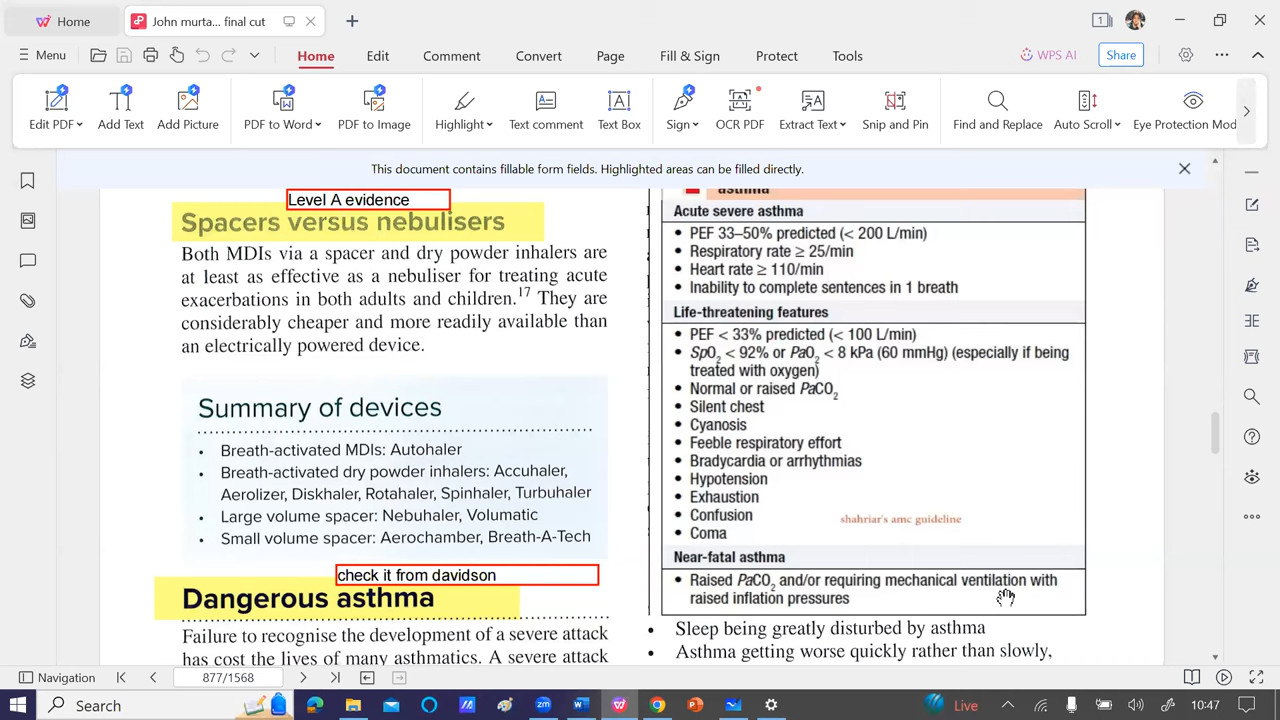 Home
John murta... final cut
1
Menu
Home
Edit
Comment
Convert
Page
Fill & Sign
Protect
Tools
WPS AI
Share
Edit PDF
Add Text
Add Picture
PDF to Word
PDF to Image
Highlight
Text comment
Text Box
Sign
OCR PDF
Extract Text
Snip and Pin
Find and Replace
Auto Scroll
Eye Protection Mod
This document contains fillable form fields. Highlighted areas can be filled directly.
Level A evidence
Spacers versus nebulisers
Both MDIs via a spacer and dry powder inhalers are
at least as effective as a nebuliser for treating acute
exacerbations in both adults and children.17 They are
considerably cheaper and more readily available than
an electrically powered device.
Summary of devices
• Breath-activated MDIs: Autohaler
• Breath-activated dry powder inhalers: Accuhaler,
Aerolizer, Diskhaler, Rotahaler, Spinhaler, Turbuhaler
• Large volume spacer: Nebuhaler, Volumatic
• Small volume spacer: Aerochamber, Breath-A-Tech
check it from davidson
Dangerous asthma
Failure to recognise the development of a severe attack
has cost the lives of many asthmatics. A severe attack
asthma
Acute severe asthma
• PEF 33–50% predicted (< 200 L/min)
• Respiratory rate ≥ 25/min
• Heart rate ≥ 110/min
• Inability to complete sentences in 1 breath
Life-threatening features
• PEF < 33% predicted (< 100 L/min)
• SpO2 < 92% or PaO2 < 8 kPa (60 mmHg) (especially if being
treated with oxygen)
• Normal or raised PaCO2
• Silent chest
• Cyanosis
• Feeble respiratory effort
• Bradycardia or arrhythmias
• Hypotension
• Exhaustion
• Confusion
• Coma
shahriar's amc guideline
Near-fatal asthma
• Raised PaCO2 and/or requiring mechanical ventilation with
raised inflation pressures
• Sleep being greatly disturbed by asthma
• Asthma getting worse quickly rather than slowly,
Navigation
877/1568
Search
Live
10:47